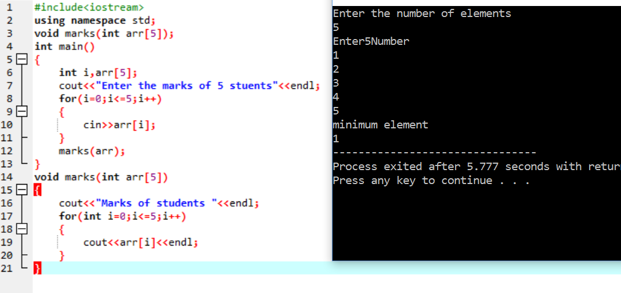 1 #include<iostream>
2 using namespace std;
3 void marks(int arr[5]);
4 int main()
5 {
6 int i,arr[5];
7 cout<<"Enter the marks of 5 stuents"<<endl;
8 for(i=0;i<=5;i++)
9 {
10 cin>>arr[i];
11 }
12 marks(arr);
13 }
14 void marks(int arr[5])
15 {
16 cout<<"Marks of students "<<endl;
17 for(int i=0;i<=5;i++)
18 {
19 cout<<arr[i]<<endl;
20 }
21 }
Enter the number of elements
5
Enter5Number
1
2
3
4
5
minimum element
1
--------------------------------
Process exited after 5.777 seconds with retur
Press any key to continue . . .